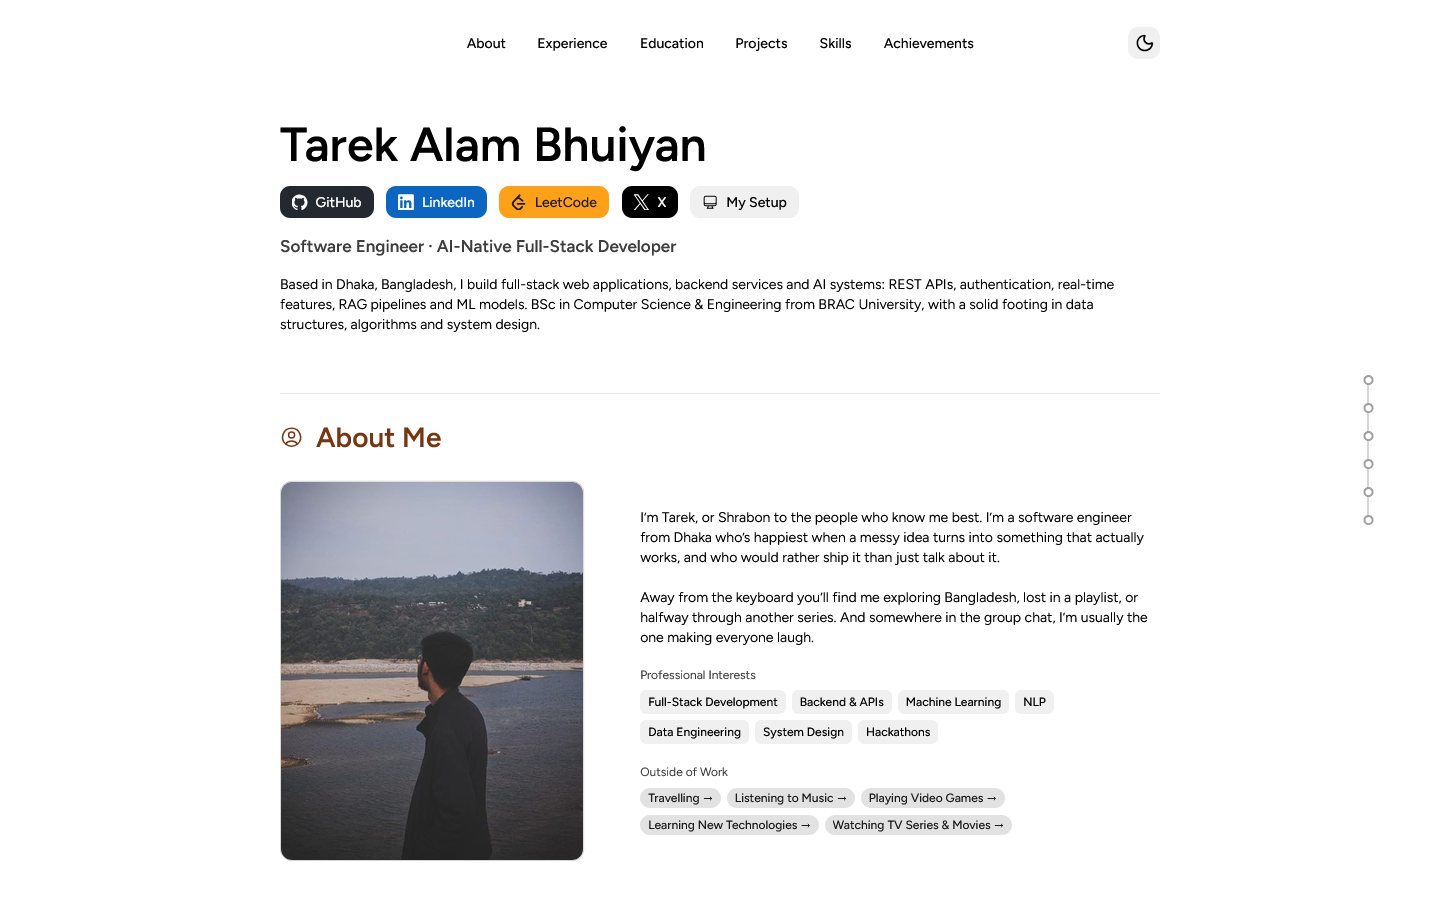 About Experience Education Projects Skills Achievements
Tarek Alam Bhuiyan
GitHub LinkedIn LeetCode X My Setup
Software Engineer · AI-Native Full-Stack Developer
Based in Dhaka, Bangladesh, I build full-stack web applications, backend services and AI systems: REST APIs, authentication, real-time
features, RAG pipelines and ML models. BSc in Computer Science & Engineering from BRAC University, with a solid footing in data
structures, algorithms and system design.
About Me
I’m Tarek, or Shrabon to the people who know me best. I’m a software engineer
from Dhaka who’s happiest when a messy idea turns into something that actually
works, and who would rather ship it than just talk about it.
Away from the keyboard you’ll find me exploring Bangladesh, lost in a playlist, or
halfway through another series. And somewhere in the group chat, I’m usually the
one making everyone laugh.
Professional Interests
Full-Stack Development Backend & APIs Machine Learning NLP
Data Engineering System Design Hackathons
Outside of Work
Travelling → Listening to Music → Playing Video Games →
Learning New Technologies → Watching TV Series & Movies →